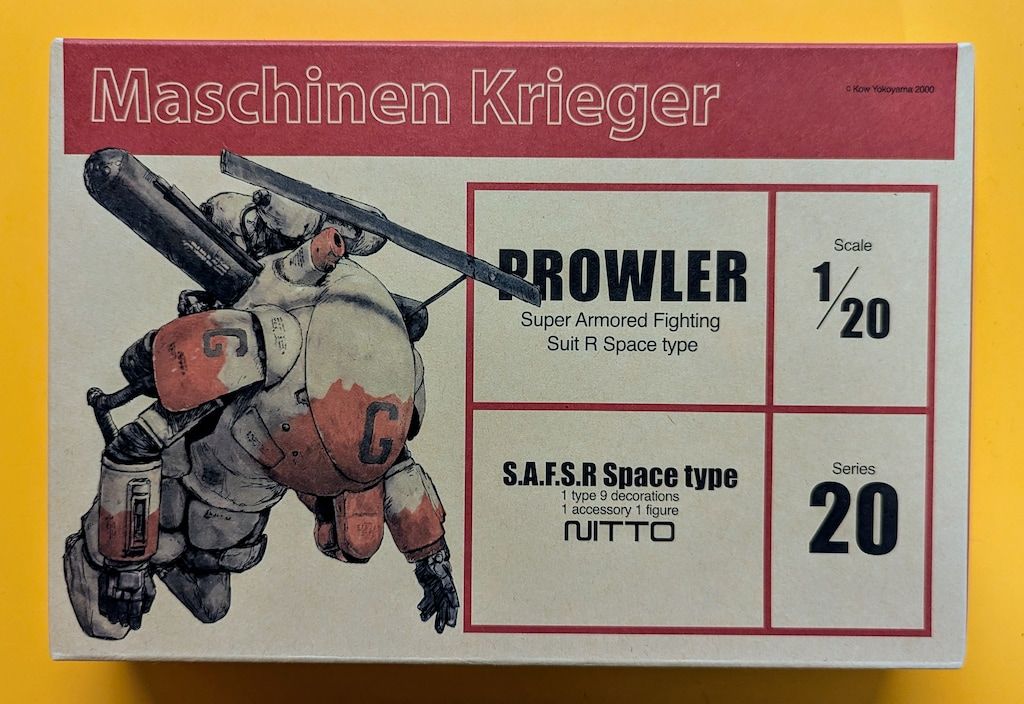 Maschinen Krieger
© Kow Yokoyama 2000
PROWLER
Super Armored Fighting
Suit R Space type
Scale
1/20
S.A.F.S.R Space type
1 type 9 decorations
1 accessory 1 figure
NITTO
Series
20
G
G